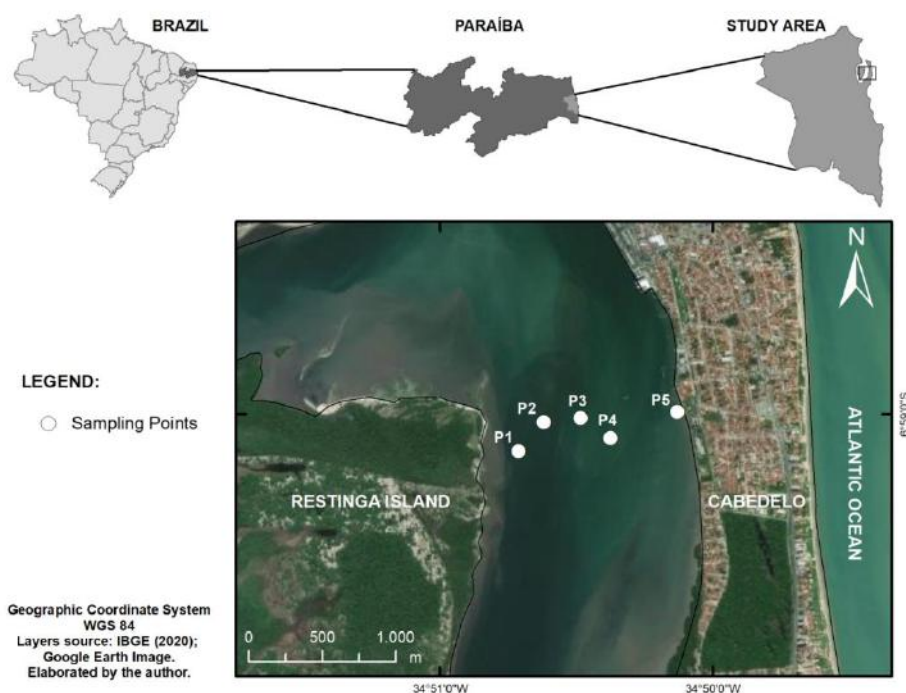 BRAZIL
PARAÍBA
STUDY AREA
N
LEGEND:
Sampling Points
P1
P2
P3
P4
P5
RESTINGA ISLAND
CABEDELO
ATLANTIC OCEAN
0 500 1.000
m
Geographic Coordinate System
WGS 84
Layers source: IBGE (2020);
Google Earth Image.
Elaborated by the author.
34°51'0"W
34°50'0"W